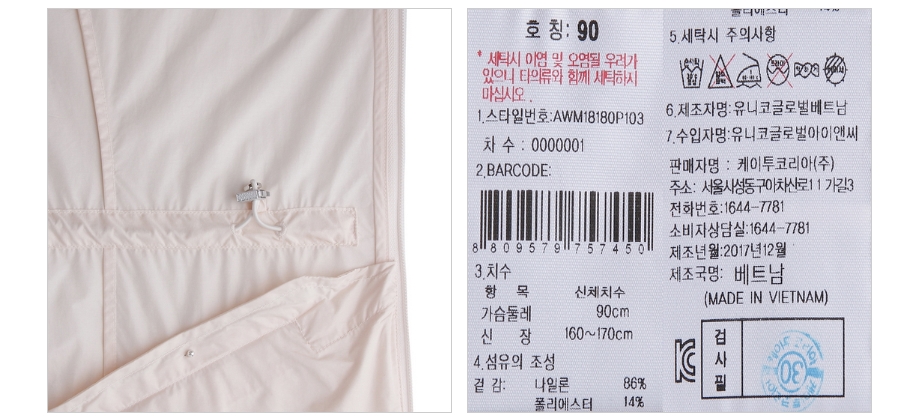 호 칭: 90
* 세탁시 이염 및 오염될 우려가
있으니 타의류와 함께 세탁하시
마십시오.
1.스타일번호:AWM18180P103
차 수 : 0000001
2.BARCODE:
8 809579 757450
3.치수
항 목 신체치수
가슴둘레 90cm
신 장 160~170cm
4.섬유의 조성
겉 감: 나일론 86%
폴리에스터 14%
폴리에스터 14%
5.세탁시 주의사항
6.제조자명:유니코글로벌베트남
7.수입자명:유니코글로벌아이앤씨
판매자명 : 케이투코리아(주)
주소: 서울시성동구아차산로11가길3
전화번호:1644-7781
소비자상담실:1644-7781
제조년월:2017년12월
제조국명: 베트남
(MADE IN VIETNAM)
검
사
필
30